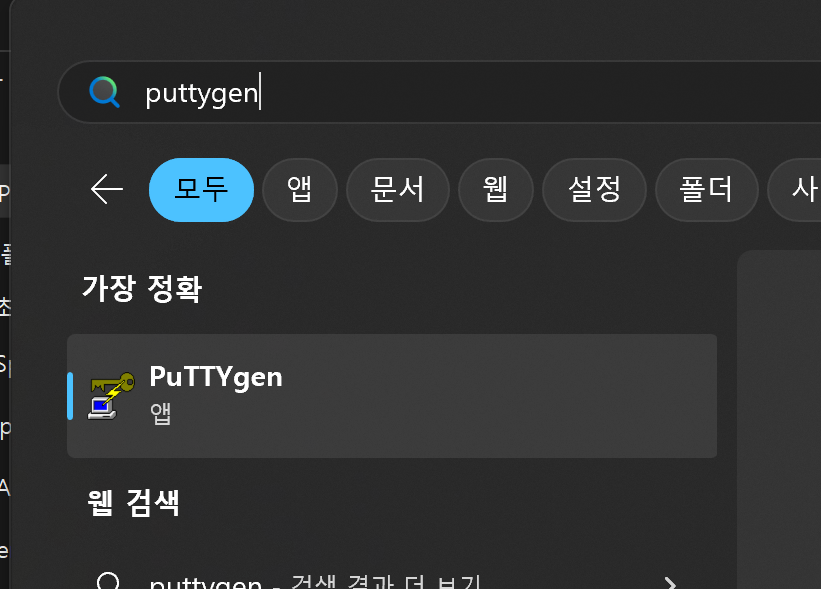 puttygen
모두 앱 문서 웹 설정 폴더 사
가장 정확
PuTTYgen
앱
웹 검색
puttygen - 검색 결과 더 보기